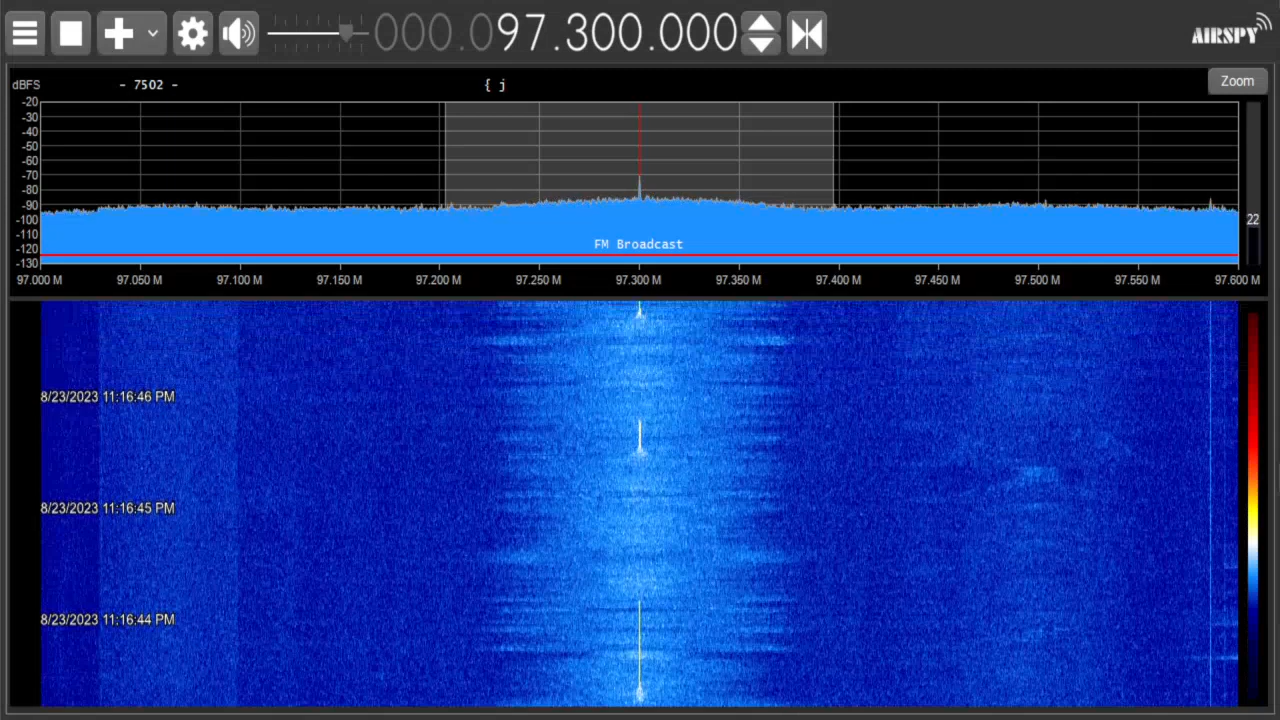 000.097.300.000
AIRSPY
dBFS - 7502 - { j Zoom
-20
-30
-40
-50
-60
-70
-80
-90
-100
-110
-120
-130
22
FM Broadcast
97.000 M 97.050 M 97.100 M 97.150 M 97.200 M 97.250 M 97.300 M 97.350 M 97.400 M 97.450 M 97.500 M 97.550 M 97.600 M
8/23/2023 11:16:46 PM
8/23/2023 11:16:45 PM
8/23/2023 11:16:44 PM